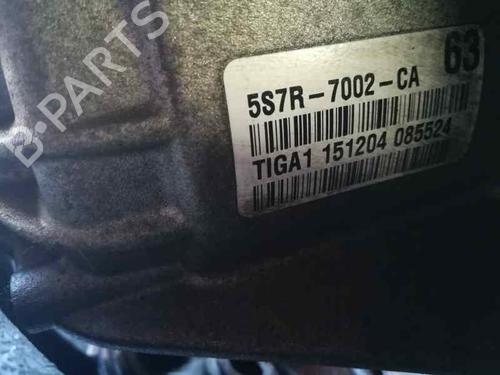 63
5S7R-7002-CA
TIGA1 151204 085524
B-PARTS